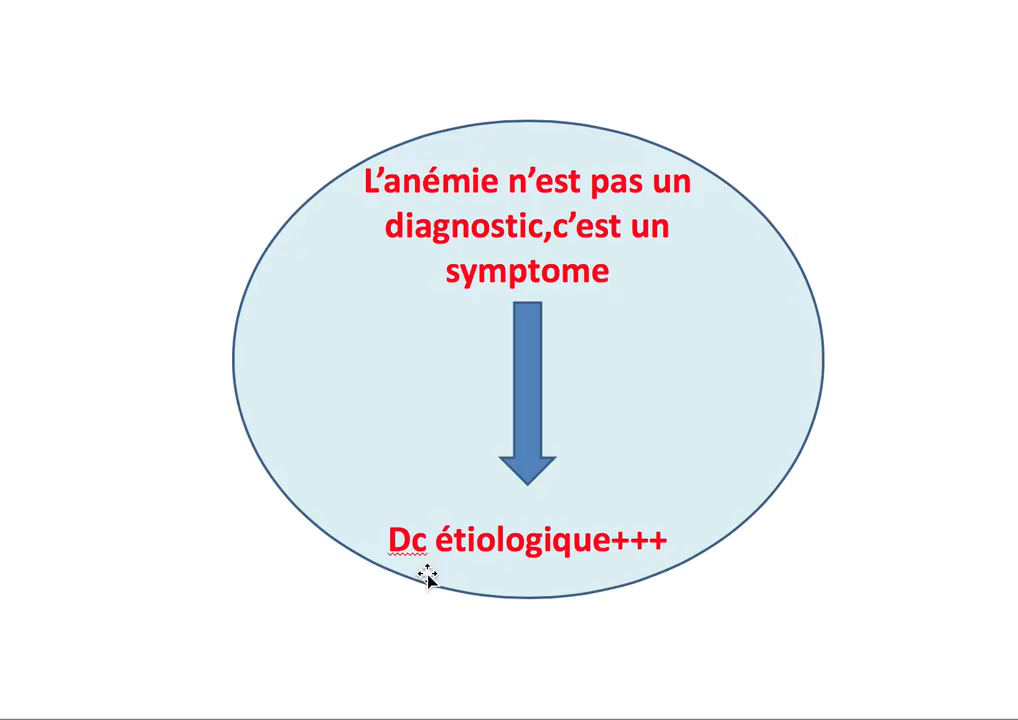 L’anémie n’est pas un
diagnostic,c’est un
symptome
Dc étiologique+++